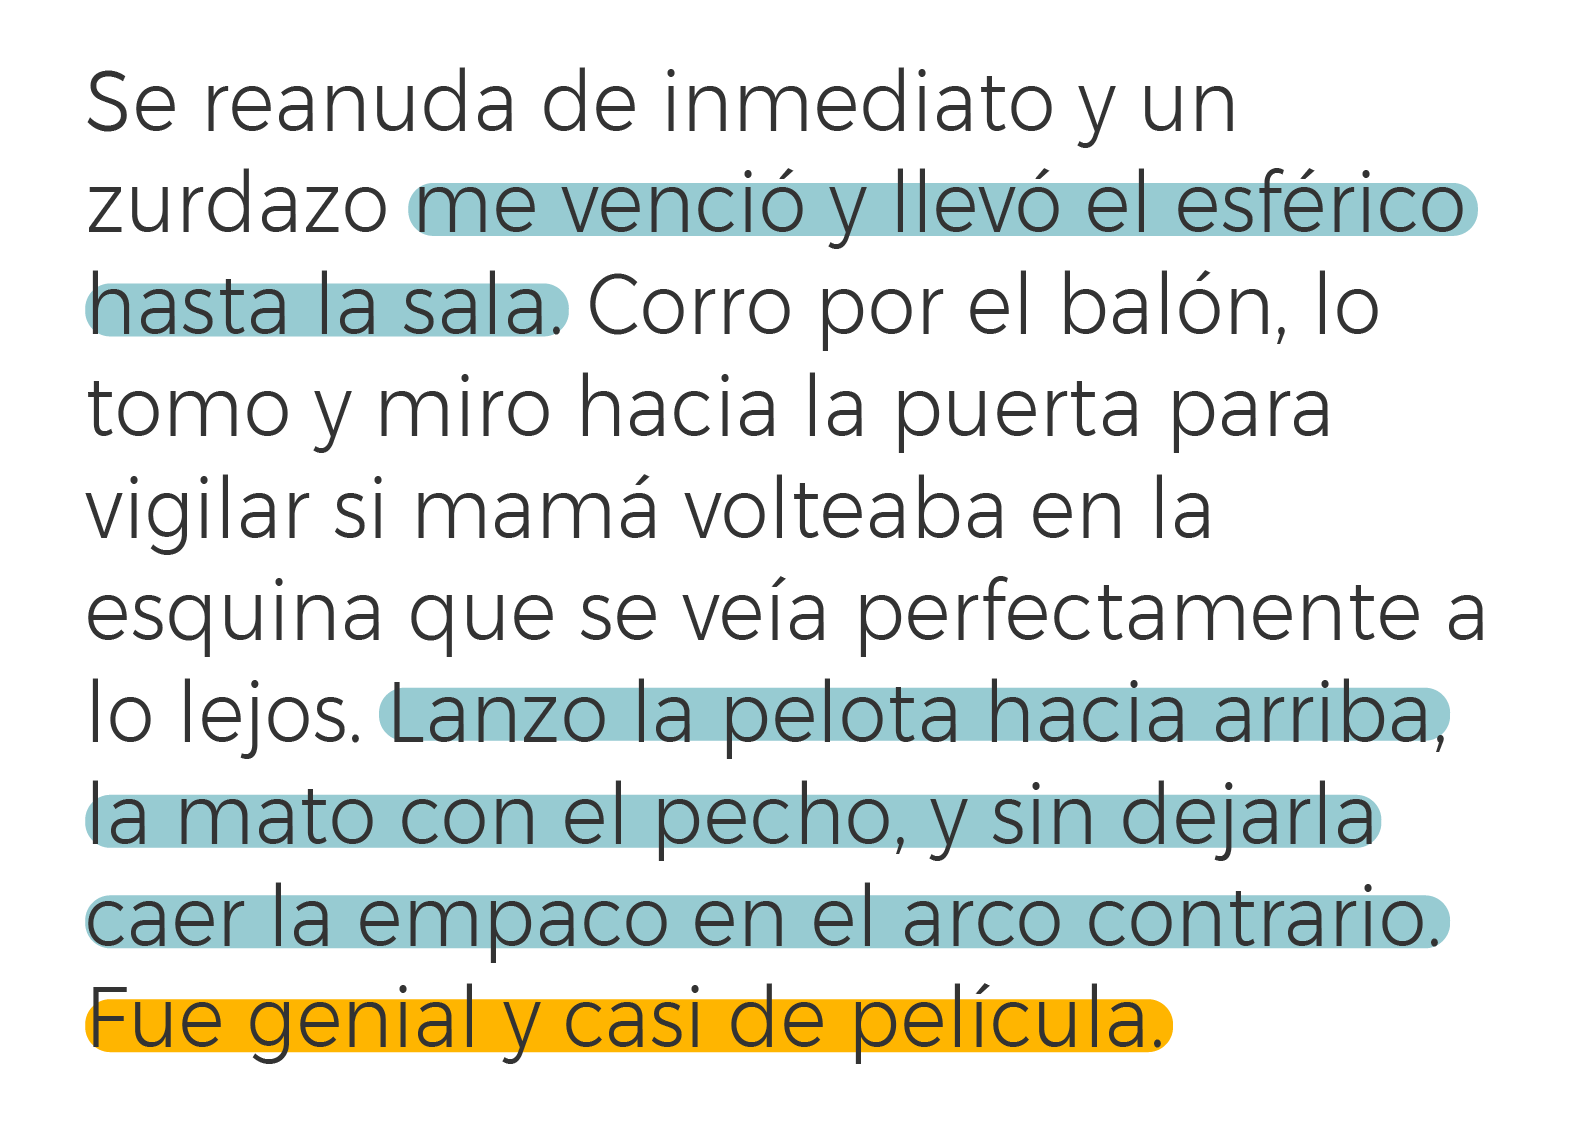 Se reanuda de inmediato y un
zurdazo me venció y llevó el esférico
hasta la sala. Corro por el balón, lo
tomo y miro hacia la puerta para
vigilar si mamá volteaba en la
esquina que se veía perfectamente a
lo lejos. Lanzo la pelota hacia arriba,
la mato con el pecho, y sin dejarla
caer la empaco en el arco contrario.
Fue genial y casi de película.